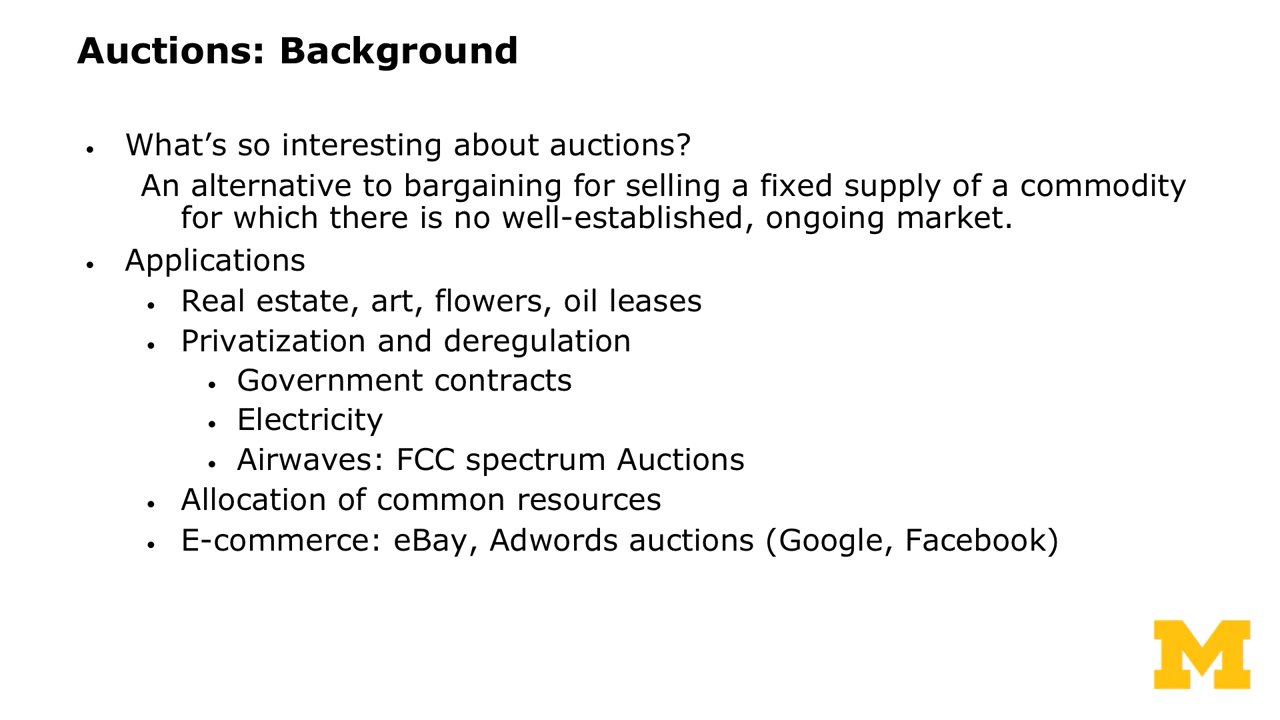 Auctions: Background
• What’s so interesting about auctions?
An alternative to bargaining for selling a fixed supply of a commodity
for which there is no well-established, ongoing market.
• Applications
• Real estate, art, flowers, oil leases
• Privatization and deregulation
• Government contracts
• Electricity
• Airwaves: FCC spectrum Auctions
• Allocation of common resources
• E-commerce: eBay, Adwords auctions (Google, Facebook)
M